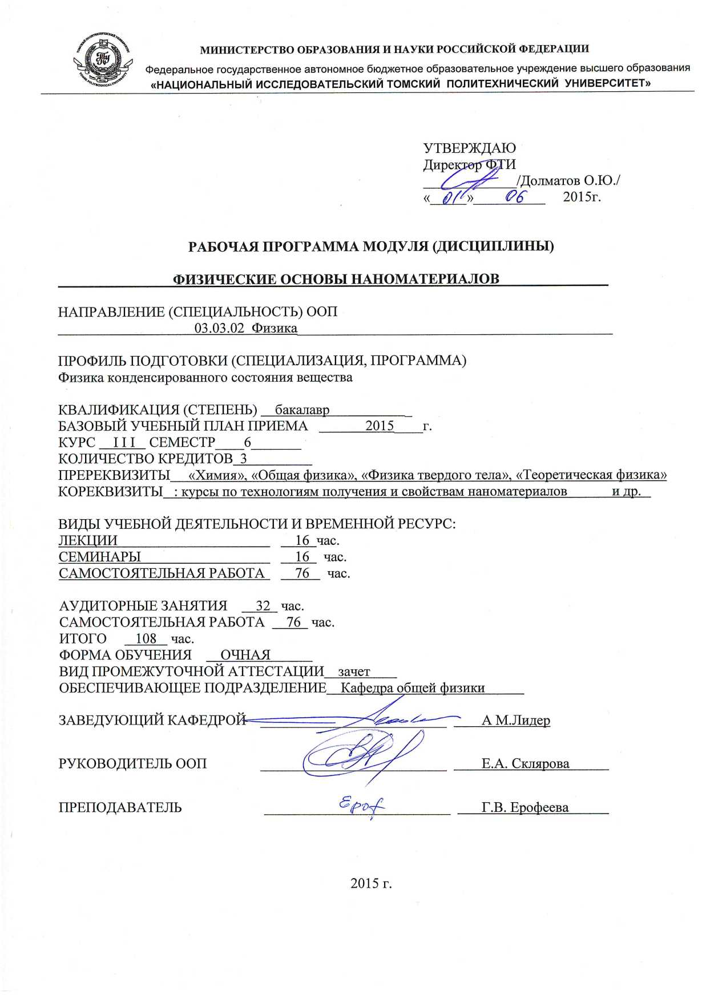 МИНИСТЕРСТВО ОБРАЗОВАНИЯ И НАУКИ РОССИЙСКОЙ ФЕДЕРАЦИИ
Федеральное государственное автономное бюджетное образовательное учреждение высшего образования
«НАЦИОНАЛЬНЫЙ ИССЛЕДОВАТЕЛЬСКИЙ ТОМСКИЙ ПОЛИТЕХНИЧЕСКИЙ УНИВЕРСИТЕТ»
УТВЕРЖДАЮ
Директор ФТИ
/Долматов О.Ю./
«01» 06 2015г.
РАБОЧАЯ ПРОГРАММА МОДУЛЯ (ДИСЦИПЛИНЫ)
ФИЗИЧЕСКИЕ ОСНОВЫ НАНОМАТЕРИАЛОВ
НАПРАВЛЕНИЕ (СПЕЦИАЛЬНОСТЬ) ООП
03.03.02 Физика
ПРОФИЛЬ ПОДГОТОВКИ (СПЕЦИАЛИЗАЦИЯ, ПРОГРАММА)
Физика конденсированного состояния вещества
КВАЛИФИКАЦИЯ (СТЕПЕНЬ) бакалавр
БАЗОВЫЙ УЧЕБНЫЙ ПЛАН ПРИЕМА 2015 г.
КУРС I I I СЕМЕСТР 6
КОЛИЧЕСТВО КРЕДИТОВ 3
ПРЕРЕКВИЗИТЫ «Химия», «Общая физика», «Физика твердого тела», «Теоретическая физика»
КОРЕКВИЗИТЫ : курсы по технологиям получения и свойствам наноматериалов и др.
ВИДЫ УЧЕБНОЙ ДЕЯТЕЛЬНОСТИ И ВРЕМЕННОЙ РЕСУРС:
ЛЕКЦИИ 16 час.
СЕМИНАРЫ 16 час.
САМОСТОЯТЕЛЬНАЯ РАБОТА 76 час.
АУДИТОРНЫЕ ЗАНЯТИЯ 32 час.
САМОСТОЯТЕЛЬНАЯ РАБОТА 76 час.
ИТОГО 108 час.
ФОРМА ОБУЧЕНИЯ ОЧНАЯ
ВИД ПРОМЕЖУТОЧНОЙ АТТЕСТАЦИИ зачет
ОБЕСПЕЧИВАЮЩЕЕ ПОДРАЗДЕЛЕНИЕ Кафедра общей физики
ЗАВЕДУЮЩИЙ КАФЕДРОЙ А М.Лидер
РУКОВОДИТЕЛЬ ООП Е.А. Склярова
ПРЕПОДАВАТЕЛЬ Г.В. Ерофеева
2015 г.